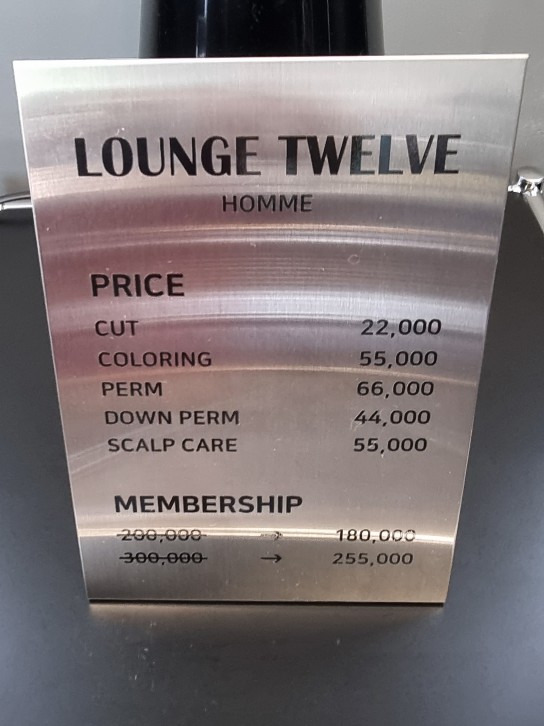 LOUNGE TWELVE
HOMME
PRICE
CUT 22,000
COLORING 55,000
PERM 66,000
DOWN PERM 44,000
SCALP CARE 55,000
MEMBERSHIP
200,000 → 180,000
300,000 → 255,000